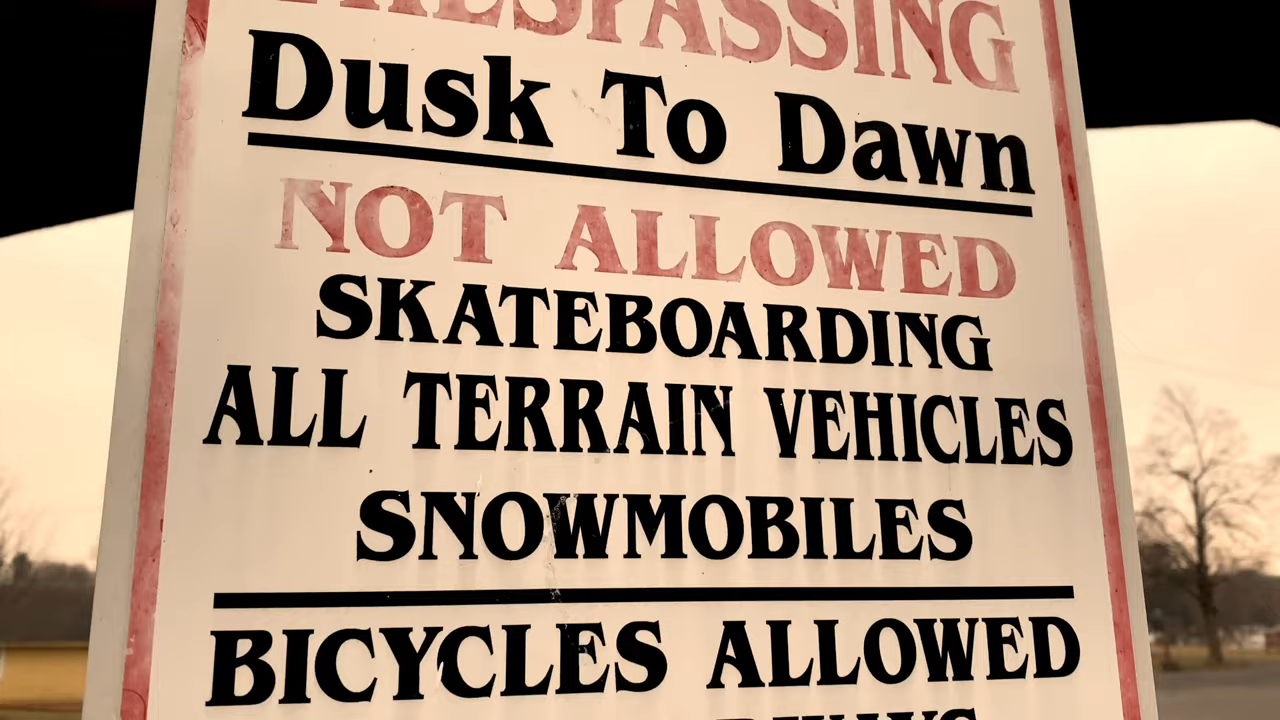 TRESPASSING
Dusk To Dawn
NOT ALLOWED
SKATEBOARDING
ALL TERRAIN VEHICLES
SNOWMOBILES
BICYCLES ALLOWED